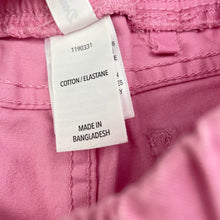 1190331
COTTON / ELASTANE
MADE IN
BANGLADESH